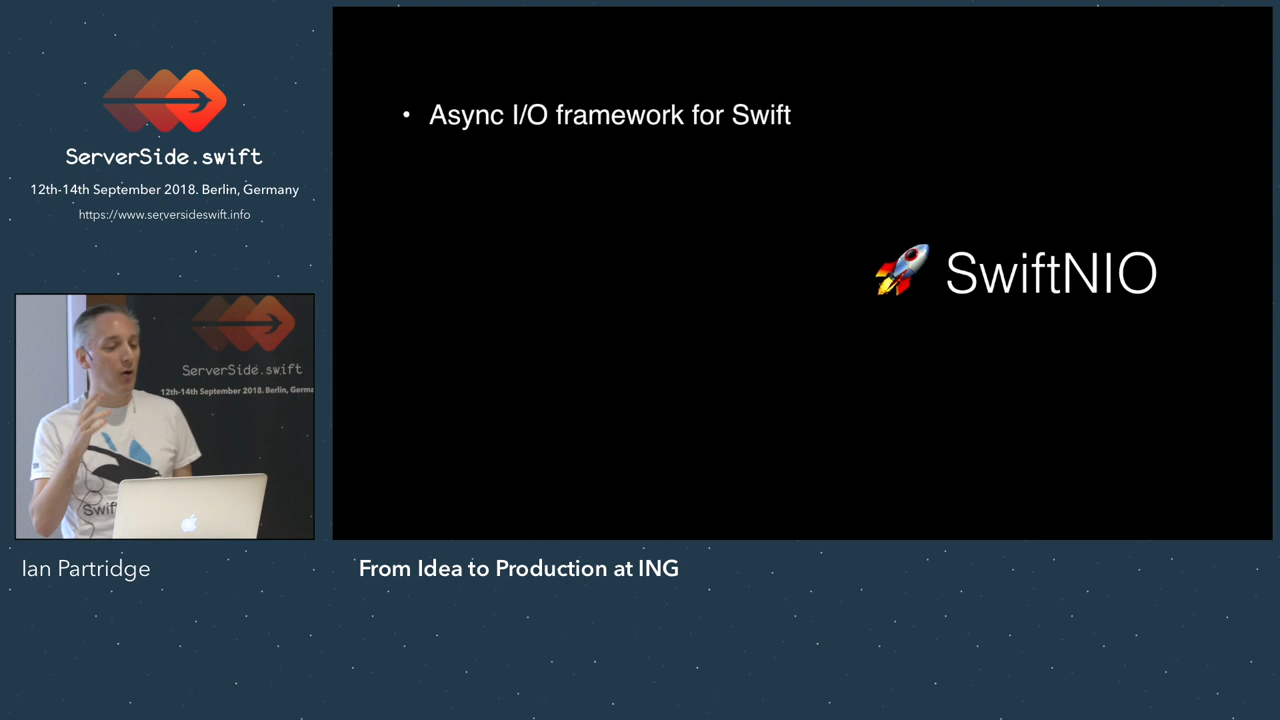 ServerSide.swift
12th-14th September 2018. Berlin, Germany
https://www.serversideswift.info
• Async I/O framework for Swift
SwiftNIO
ServerSide.swift
12th-14th September 2018. Berlin, Germa
Swif
Ian Partridge
From Idea to Production at ING